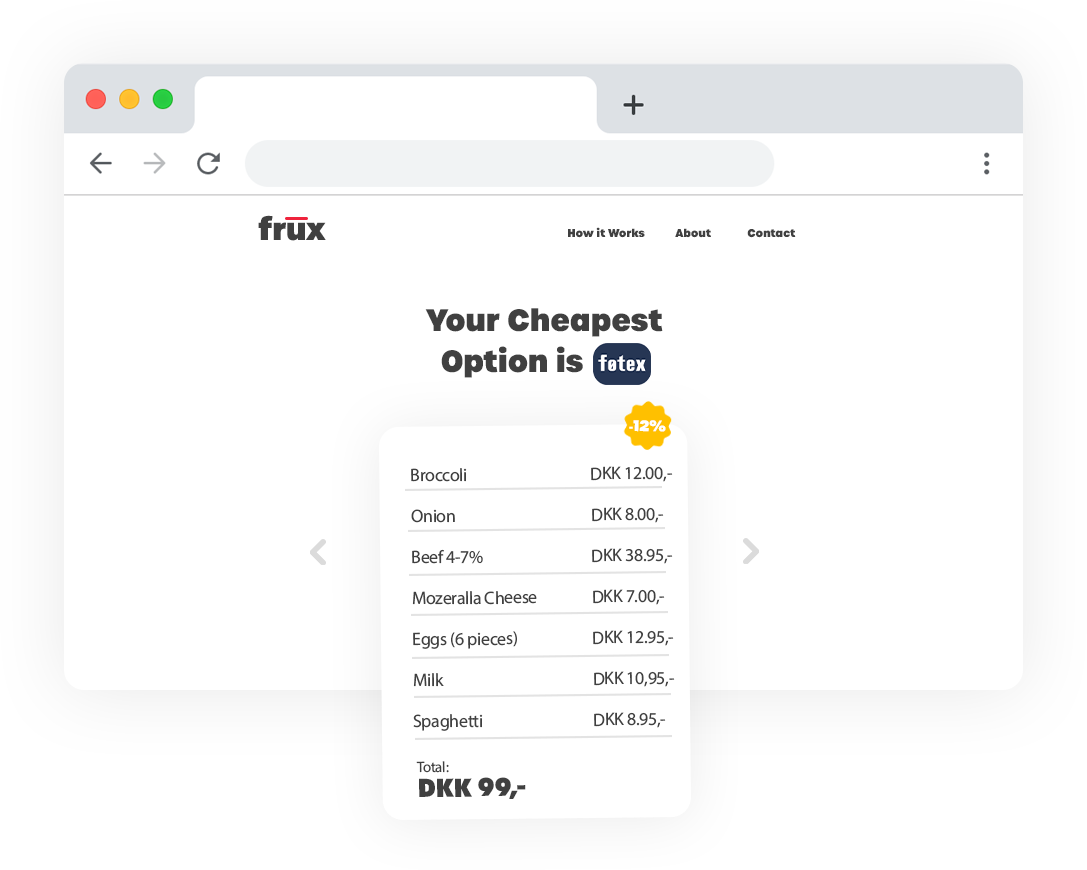 frūx
How it Works About Contact
Your Cheapest
Option is føtex
-12%
Broccoli DKK 12.00,-
Onion DKK 8.00,-
Beef 4-7% DKK 38.95,-
Mozeralla Cheese DKK 7.00,-
Eggs (6 pieces) DKK 12.95,-
Milk DKK 10,95,-
Spaghetti DKK 8.95,-
Total:
DKK 99,-